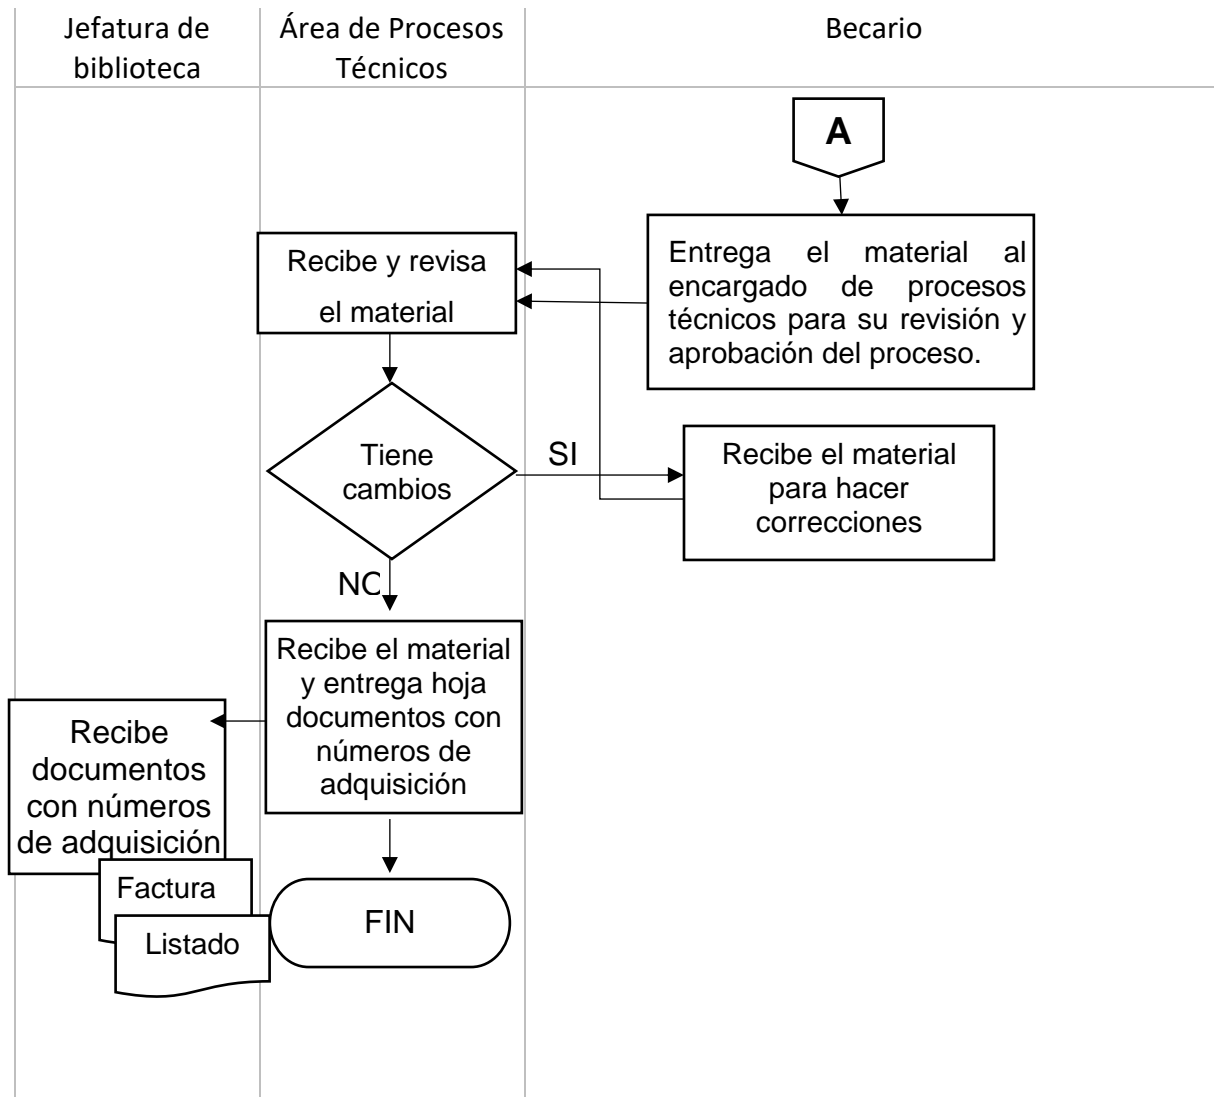 Jefatura de
biblioteca
Área de Procesos
Técnicos
Becario
A
Entrega el material al
encargado de procesos
técnicos para su revisión y
aprobación del proceso.
Recibe y revisa
el material
Tiene
cambios
SI
Recibe el material
para hacer
correcciones
NO
Recibe el material
y entrega hoja
documentos con
números de
adquisición
Recibe
documentos
con números
de adquisición
Factura
Listado
FIN